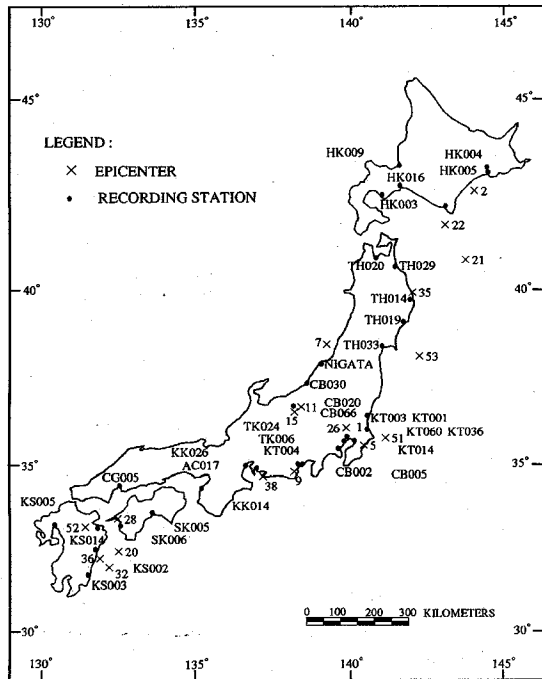 130° 135° 140° 145°
45° 45°
LEGEND :
× EPICENTER
• RECORDING STATION
HK009
HK004
HK016
HK005
HK003
2
22
21
TH020
TH029
40° 40°
TH014
35
TH019
7
TH033
53
NIGATA
CB030
11
15
CB020
CB066
KT003 KT001
TK024
26
1
KT060 KT036
TK006
51
KT004
5
KT014
KK026
AC017
35° 35°
CB002
CB005
9
38
CG005
KK014
KS005
28
SK005
52
SK006
KS014
20
36
32
KS002
KS003
0 100 200 300 KILOMETERS
30° 30°
130° 135° 140° 145°